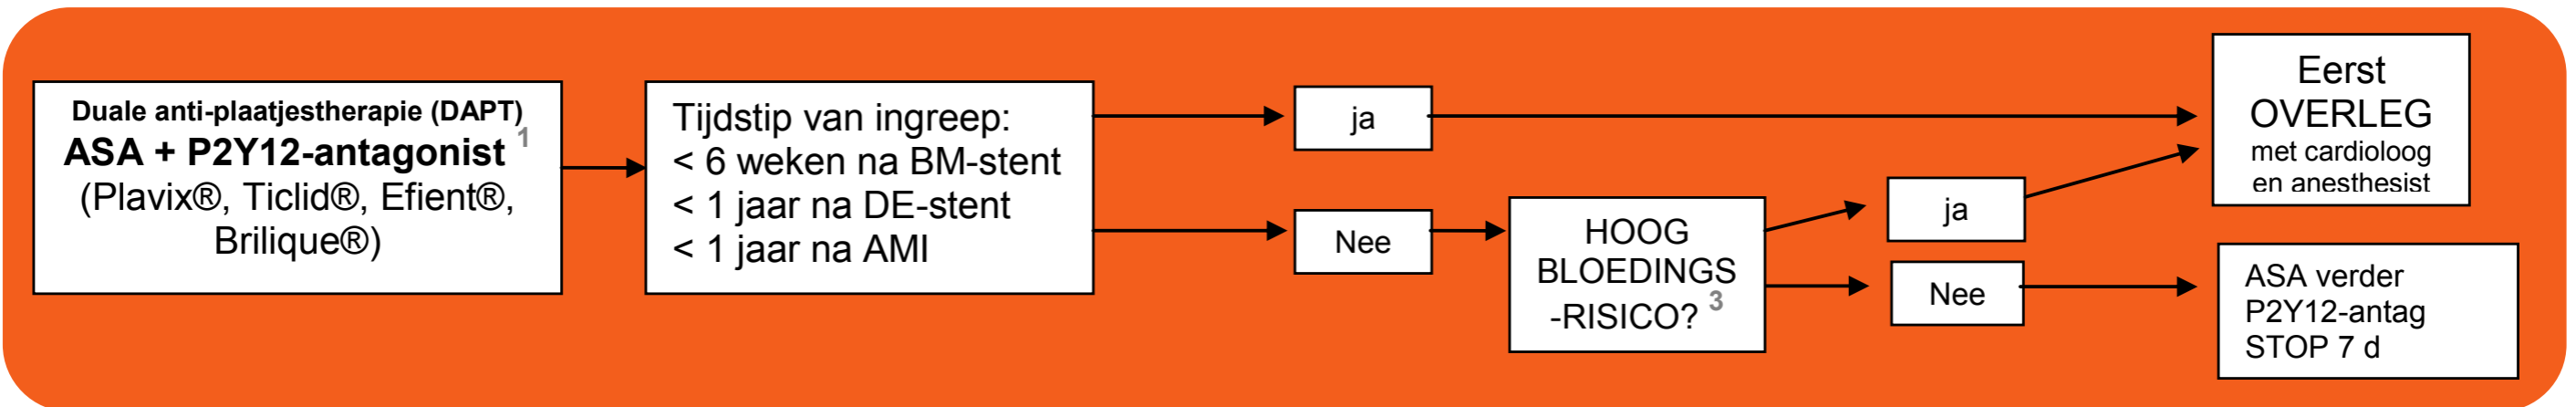 Duale anti-plaatjestherapie (DAPT)
ASA + P2Y12-antagonist 1
(Plavix®, Ticlid®, Efient®,
Brilique®)
Tijdstip van ingreep:
< 6 weken na BM-stent
< 1 jaar na DE-stent
< 1 jaar na AMI
ja
Nee
HOOG
BLOEDINGS
-RISICO? 3
ja
Nee
Eerst
OVERLEG
met cardioloog
en anesthesist
ASA verder
P2Y12-antag
STOP 7 d